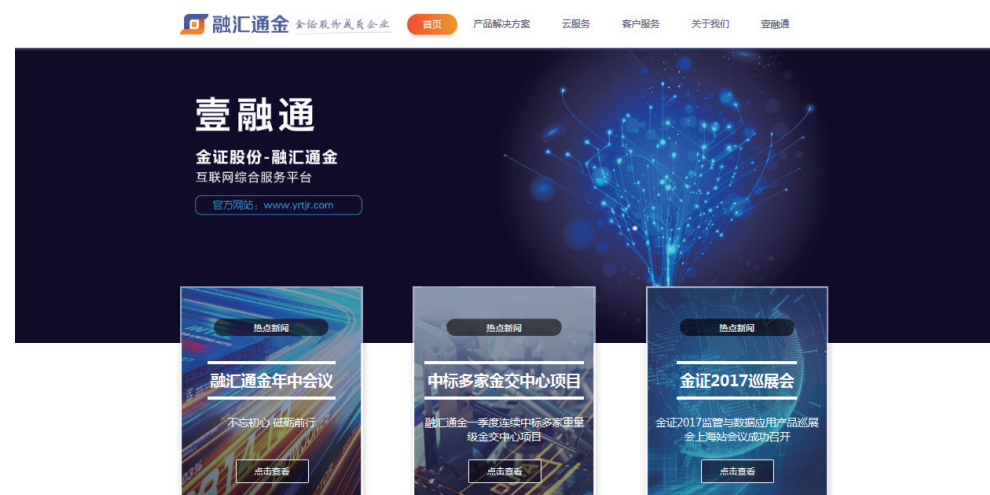 融汇通金 金证股份成员企业 首页 产品解决方案 云服务 客户服务 关于我们 壹融通
壹融通
金证股份-融汇通金
互联网综合服务平台
官方网站：www.yrtjr.com
热点新闻
融汇通金年中会议
不忘初心 砥砺前行
点击查看
热点新闻
中标多家金交中心项目
融汇通金一季度连续中标多家重量
级金交中心项目
点击查看
热点新闻
金证2017巡展会
金证2017监管与数据应用产品巡展
会上海站会议成功召开
点击查看